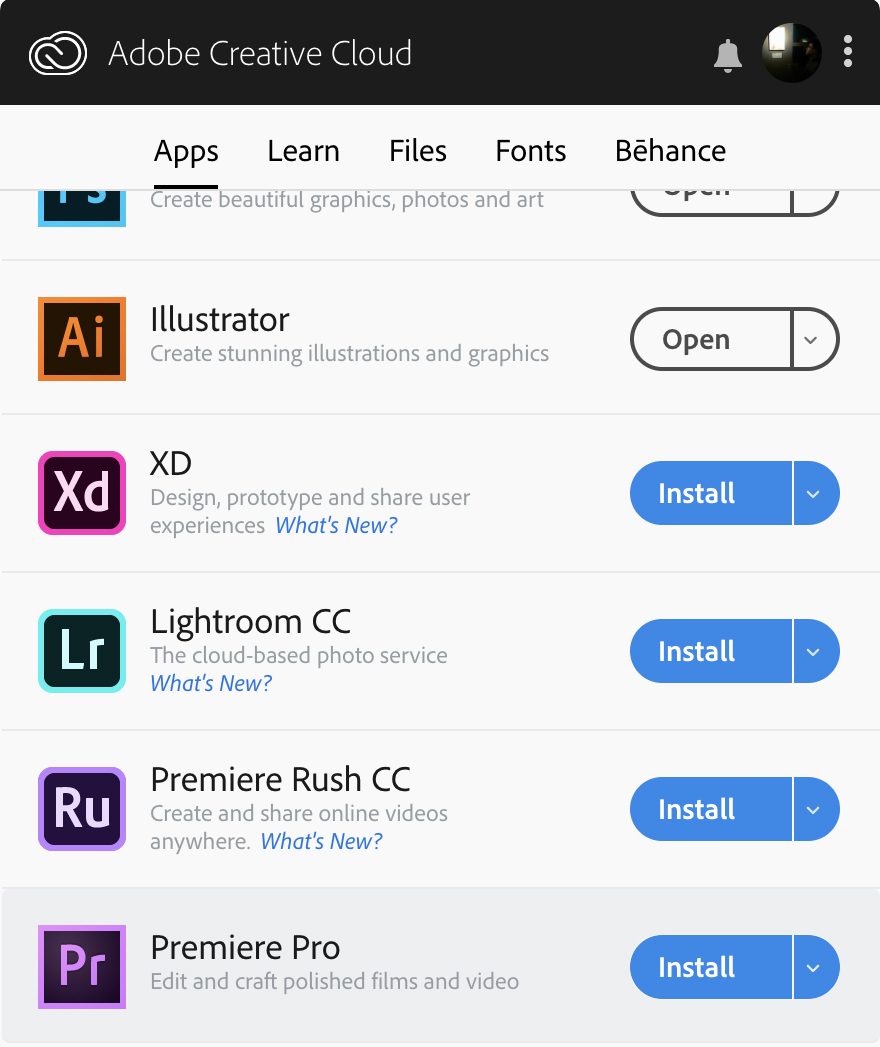 Adobe Creative Cloud
Apps Learn Files Fonts Bēhance
Ps
Create beautiful graphics, photos and art
Open
Ai
Illustrator
Create stunning illustrations and graphics
Open
Xd
XD
Design, prototype and share user
experiences What's New?
Install
Lr
Lightroom CC
The cloud-based photo service
What's New?
Install
Ru
Premiere Rush CC
Create and share online videos
anywhere. What's New?
Install
Pr
Premiere Pro
Edit and craft polished films and video
Install